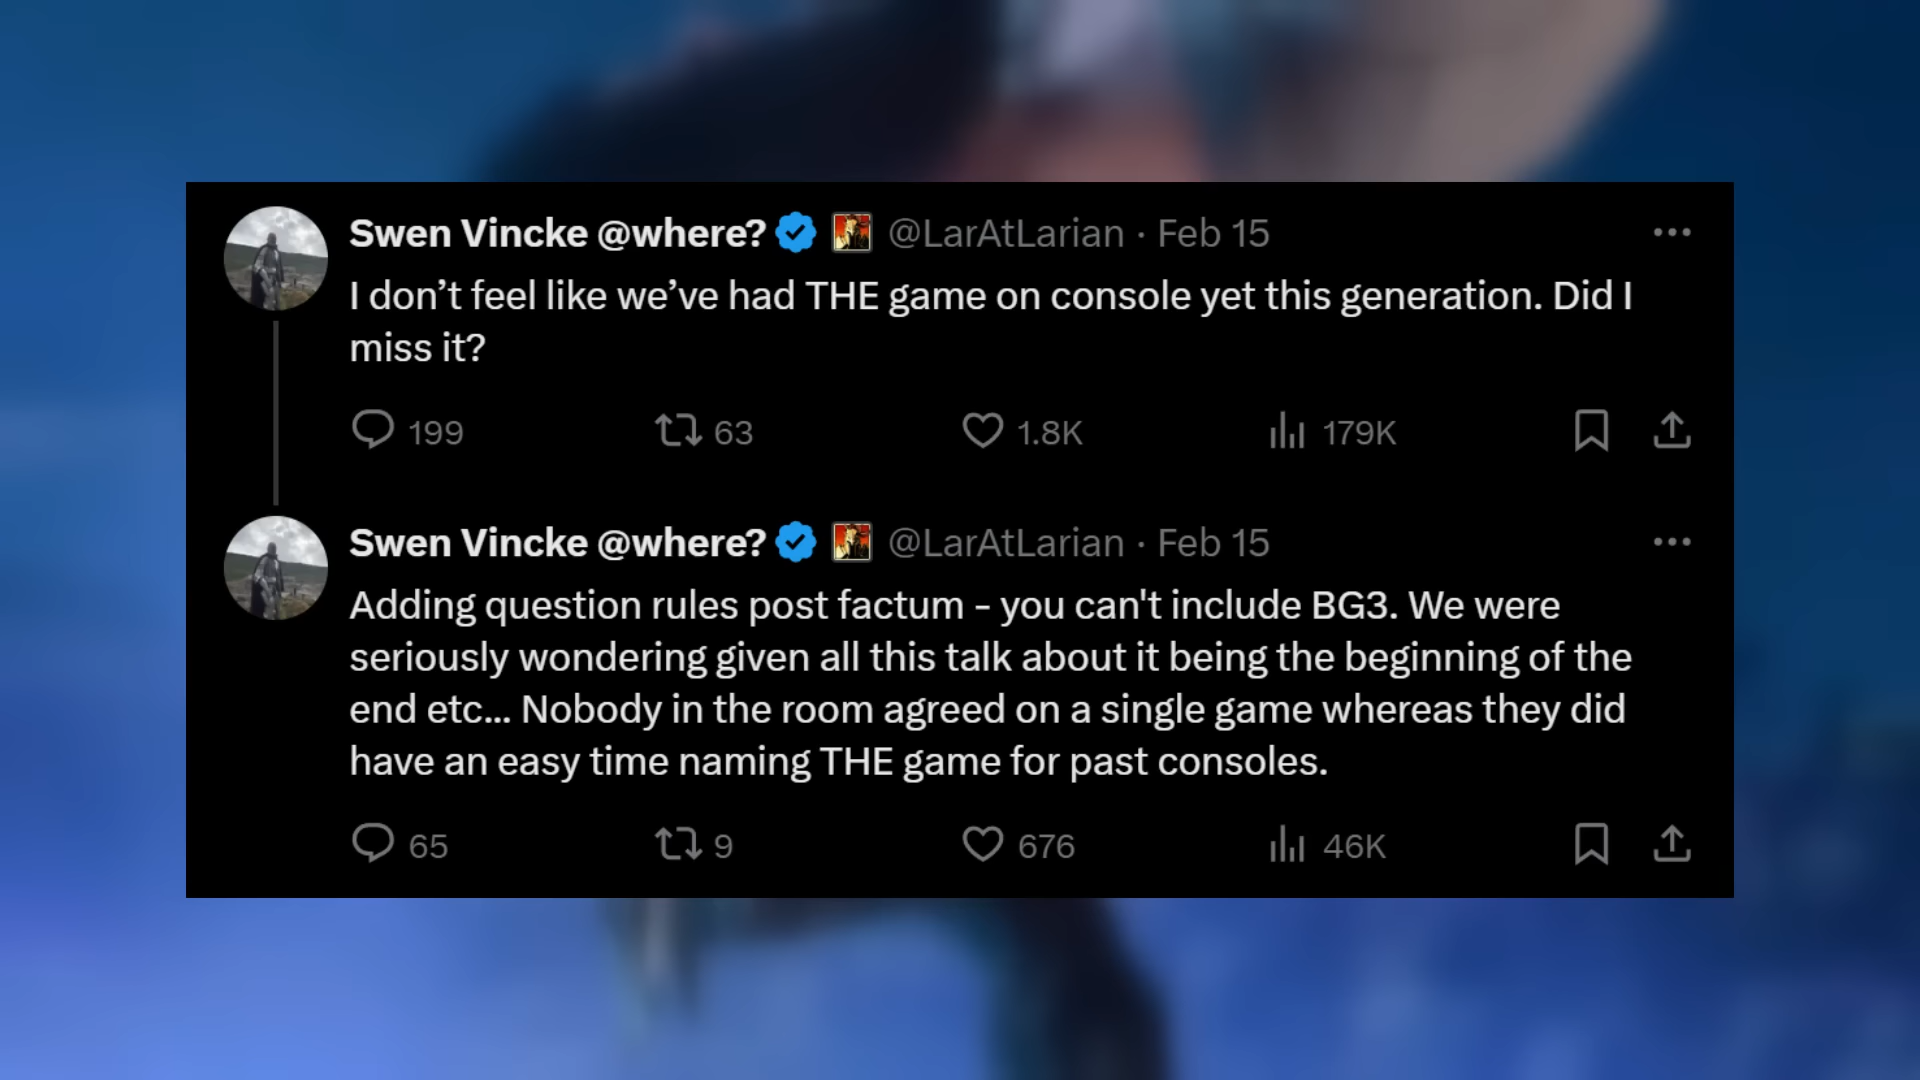 Swen Vincke @where? @LarAtLarian · Feb 15
I don’t feel like we’ve had THE game on console yet this generation. Did I
miss it?
199 63 1.8K 179K
Swen Vincke @where? @LarAtLarian · Feb 15
Adding question rules post factum - you can't include BG3. We were
seriously wondering given all this talk about it being the beginning of the
end etc... Nobody in the room agreed on a single game whereas they did
have an easy time naming THE game for past consoles.
65 9 676 46K